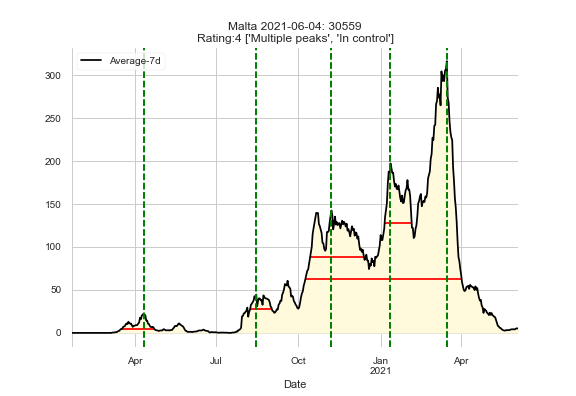 Malta 2021-06-04: 30559
Rating:4 ['Multiple peaks', 'In control']
Average-7d
300
250
200
150
100
50
0
Apr
Jul
Oct
Jan
2021
Apr
Date